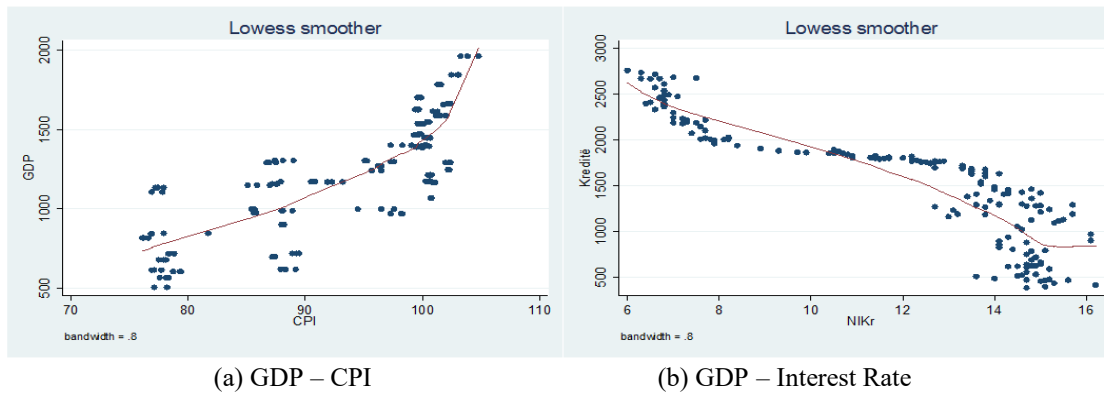 Lowess smoother
GDP
2000
1500
1000
500
70 80 90 100 110
CPI
bandwidth = .8
(a) GDP – CPI
Lowess smoother
Kreditë
3000
2500
2000
1500
1000
500
6 8 10 12 14 16
NIKr
bandwidth = .8
(b) GDP – Interest Rate